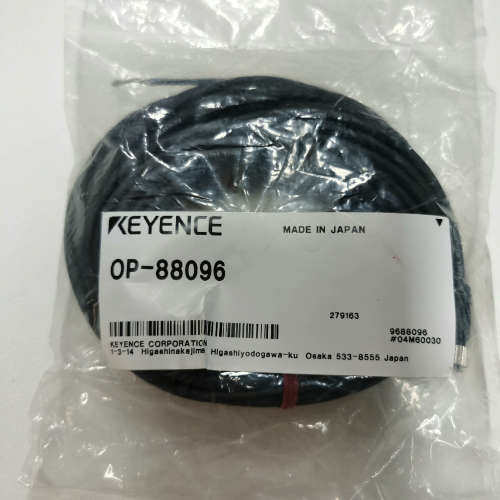 KEYENCE
MADE IN JAPAN
OP-88096
279163
9688096
#04M60030
KEYENCE CORPORATION
1-3-14 Higashinakajima Higashiyodogawa-ku Osaka 533-8555 Japan